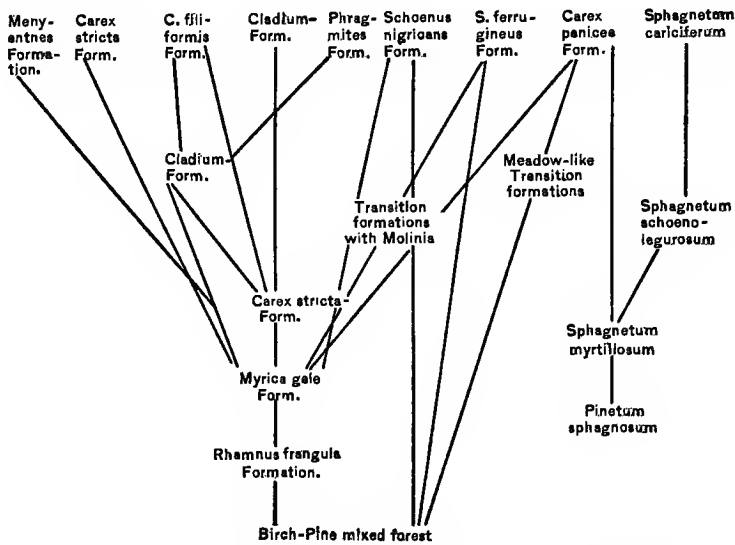 Meny-
antnes
Forma-
tion.
Carex
stricts
Form.
C. fili-
formis
Form.
Cladium-
Form.
Phrag-
mites
Form.
Schoenus
nigricans
Form.
S. ferru-
gineus
Form.
Carex
panicea
Form.
Sphagnetum
cariciferum
Cladium-
Form.
Meadow-like
Transition
formations
Transition
formations
with Molinia
Sphagnetum
schoeno-
legurosum
Carex stricta-
Form.
Sphagnetum
myrtillosum
Myrica gale
Form.
Pinetum
sphagnosum
Rhamnus frangula
Formation.
Birch-Pine mixed forest